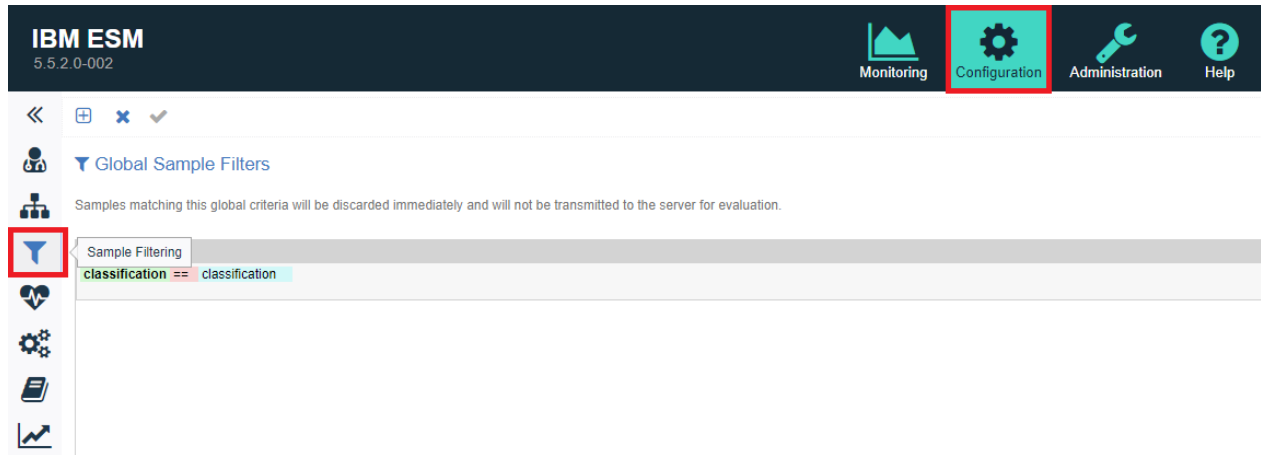 IBM ESM
5.5.2.0-002
Monitoring
Configuration
Administration
? Help
Global Sample Filters
Samples matching this global criteria will be discarded immediately and will not be transmitted to the server for evaluation.
Sample Filtering
classification == classification